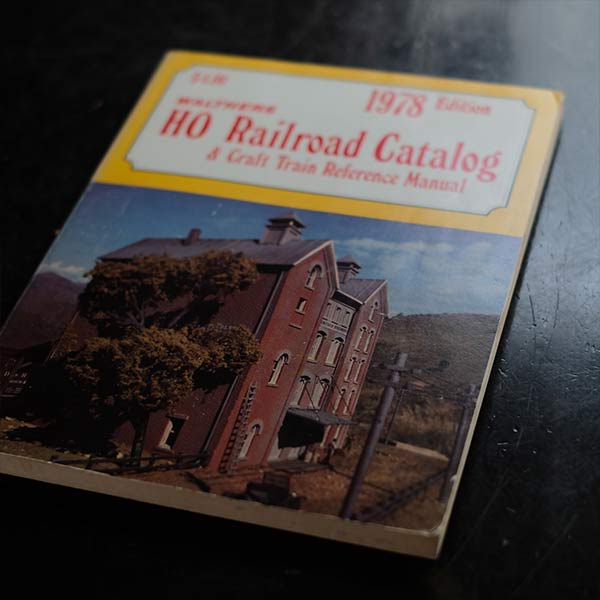 1978 Edition
WALTHERS
HO Railroad Catalog
& Craft Train Reference Manual